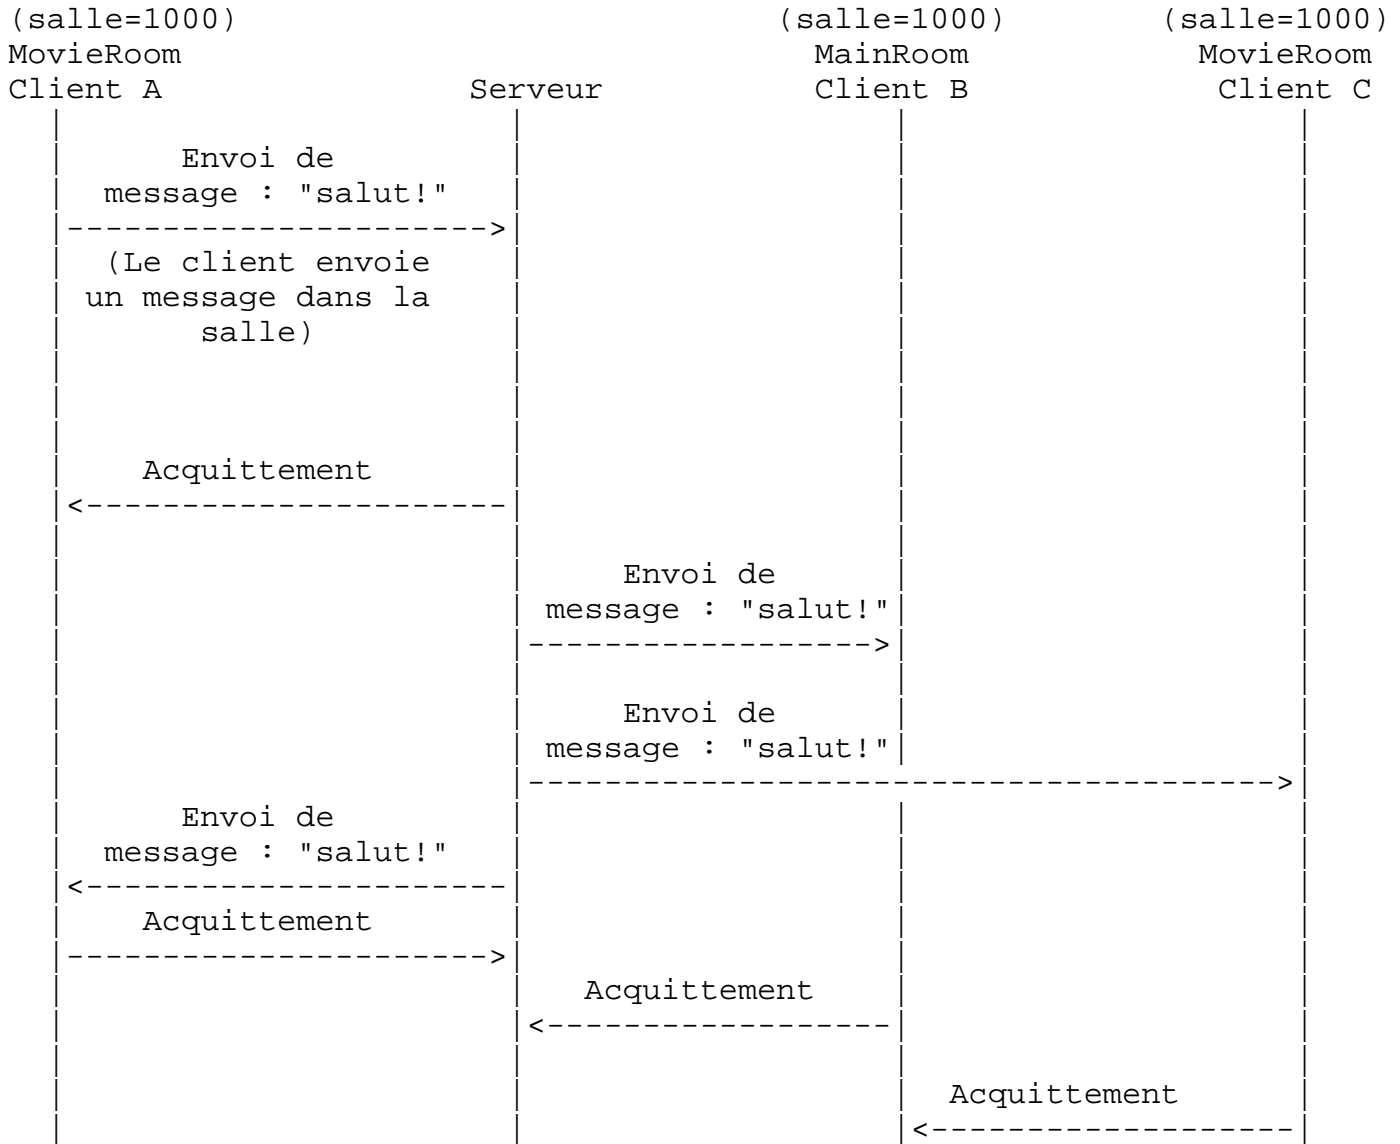 (salle=1000) (salle=1000) (salle=1000)
MovieRoom MainRoom MovieRoom
Client A Serveur Client B Client C
Envoi de
message : "salut!"
(Le client envoie
un message dans la
salle)
Acquittement
Envoi de
message : "salut!"
Envoi de
message : "salut!"
Envoi de
message : "salut!"
Acquittement
Acquittement
Acquittement